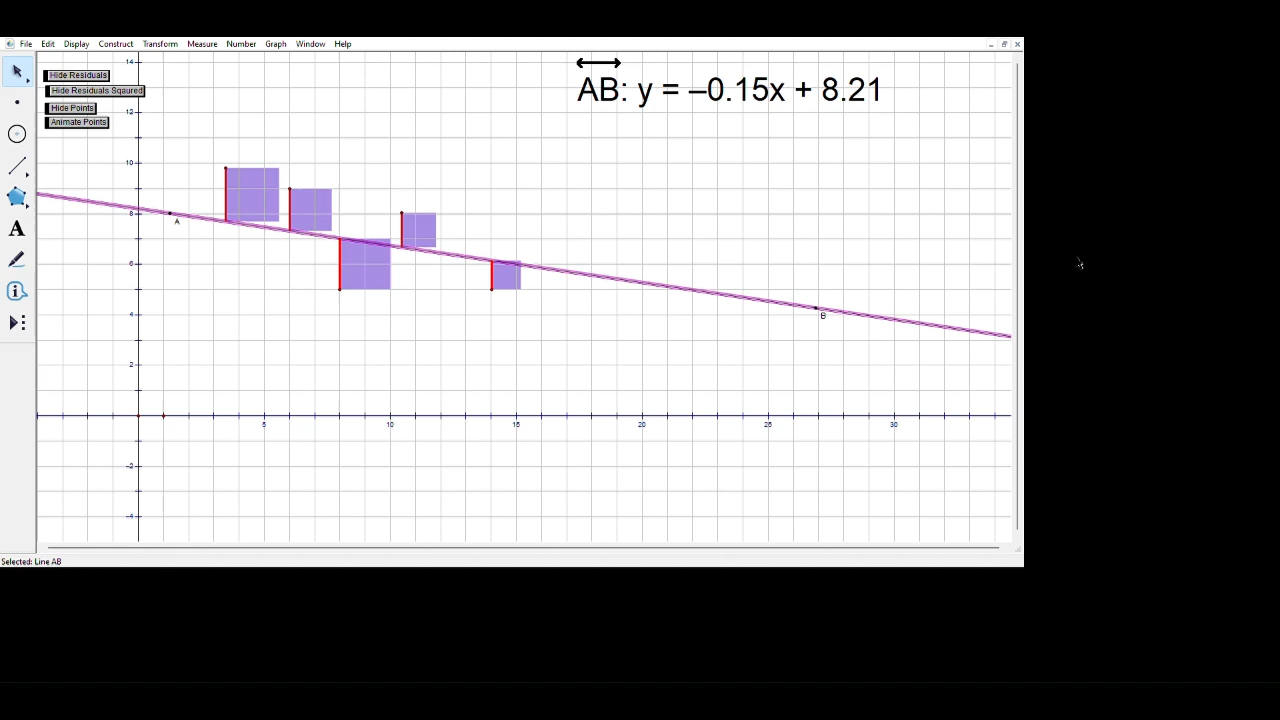 File Edit Display Construct Transform Measure Number Graph Window Help
Hide Residuals
Hide Residuals Sqaured
Hide Points
Animate Points
AB: y = –0.15x + 8.21
14
12
10
8
A
6
4
B
2
5 10 15 20 25 30
-2
-4
A
Selected: Line AB